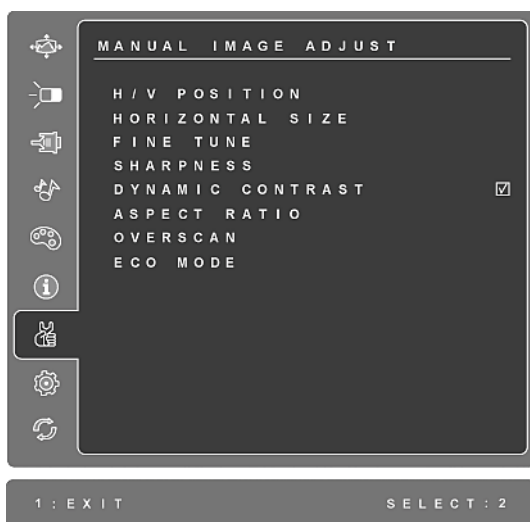 MANUAL IMAGE ADJUST
H/V POSITION
HORIZONTAL SIZE
FINE TUNE
SHARPNESS
DYNAMIC CONTRAST
ASPECT RATIO
OVERSCAN
ECO MODE
1:EXIT SELECT:2